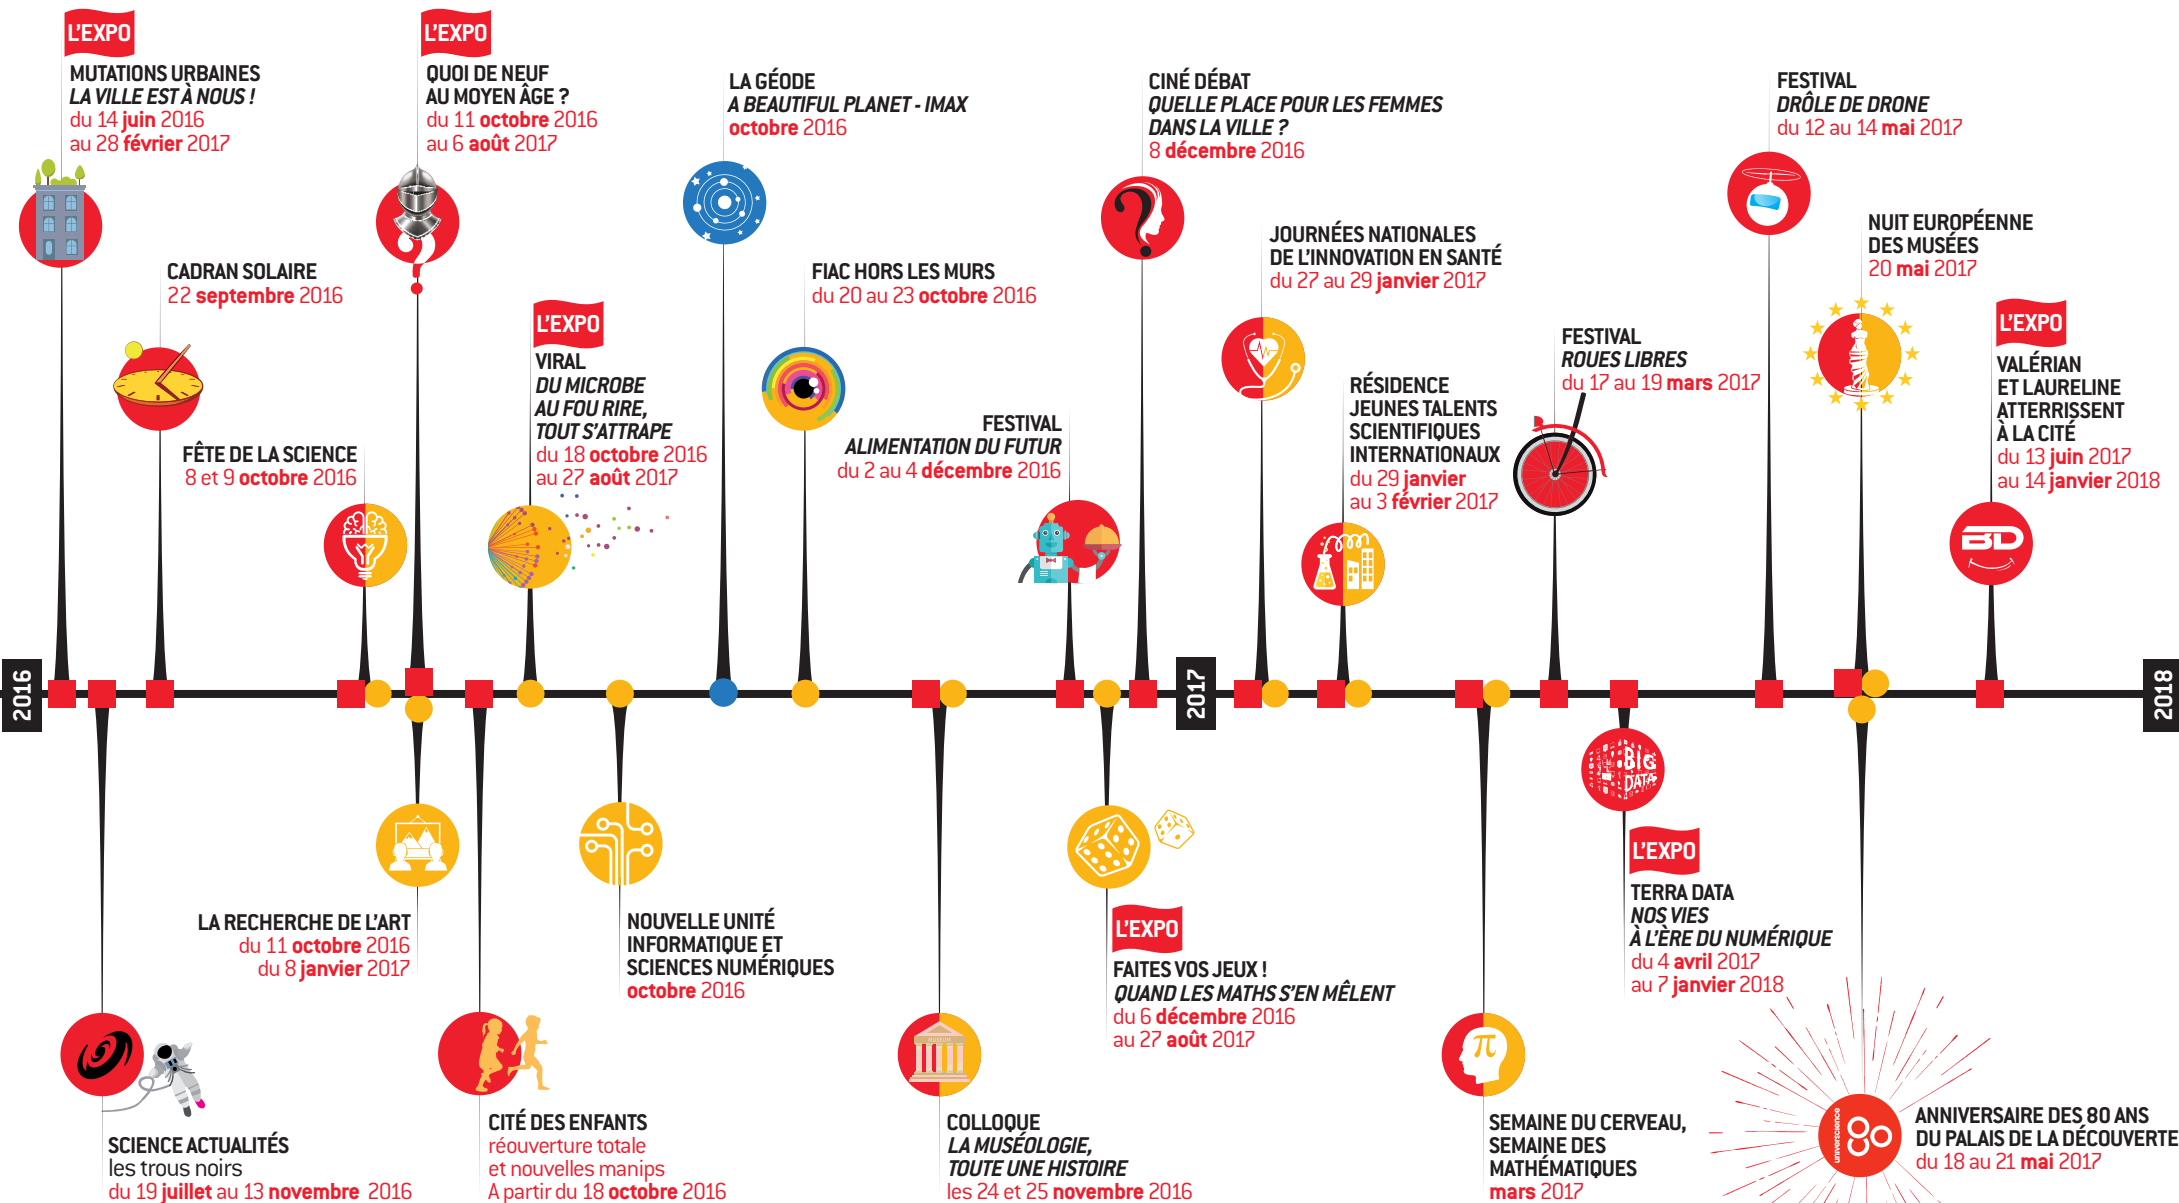 L'EXPO
MUTATIONS URBAINES
LA VILLE EST À NOUS !
du 14 juin 2016
au 28 février 2017
L'EXPO
QUOI DE NEUF
AU MOYEN ÂGE ?
du 11 octobre 2016
au 6 août 2017
LA GÉODE
A BEAUTIFUL PLANET - IMAX
octobre 2016
CINÉ DÉBAT
QUELLE PLACE POUR LES FEMMES
DANS LA VILLE ?
8 décembre 2016
FESTIVAL
DRÔLE DE DRONE
du 12 au 14 mai 2017
CADRAN SOLAIRE
22 septembre 2016
FIAC HORS LES MURS
du 20 au 23 octobre 2016
JOURNÉES NATIONALES
DE L'INNOVATION EN SANTÉ
du 27 au 29 janvier 2017
NUIT EUROPÉENNE
DES MUSÉES
20 mai 2017
L'EXPO
VIRAL
DU MICROBE
AU FOU RIRE,
TOUT S'ATTRAPE
du 18 octobre 2016
au 27 août 2017
FÊTE DE LA SCIENCE
8 et 9 octobre 2016
FESTIVAL
ALIMENTATION DU FUTUR
du 2 au 4 décembre 2016
RÉSIDENCE
JEUNES TALENTS
SCIENTIFIQUES
INTERNATIONAUX
du 29 janvier
au 3 février 2017
FESTIVAL
ROUES LIBRES
du 17 au 19 mars 2017
L'EXPO
VALÉRIAN
ET LAURELINE
ATTERRISSENT
À LA CITÉ
du 13 juin 2017
au 14 janvier 2018
BD
2016
2017
2018
BIG
DATA
L'EXPO
TERRA DATA
NOS VIES
À L'ÈRE DU NUMÉRIQUE
du 4 avril 2017
au 7 janvier 2018
LA RECHERCHE DE L'ART
du 11 octobre 2016
du 8 janvier 2017
NOUVELLE UNITÉ
INFORMATIQUE ET
SCIENCES NUMÉRIQUES
octobre 2016
L'EXPO
FAITES VOS JEUX !
QUAND LES MATHS S'EN MÊLENT
du 6 décembre 2016
au 27 août 2017
SCIENCE ACTUALITÉS
les trous noirs
du 19 juillet au 13 novembre 2016
CITÉ DES ENFANTS
réouverture totale
et nouvelles manips
A partir du 18 octobre 2016
MUSEUM
COLLOQUE
LA MUSÉOLOGIE,
TOUTE UNE HISTOIRE
les 24 et 25 novembre 2016
π
SEMAINE DU CERVEAU,
SEMAINE DES
MATHÉMATIQUES
mars 2017
universcience
80
ANNIVERSAIRE DES 80 ANS
DU PALAIS DE LA DÉCOUVERTE
du 18 au 21 mai 2017